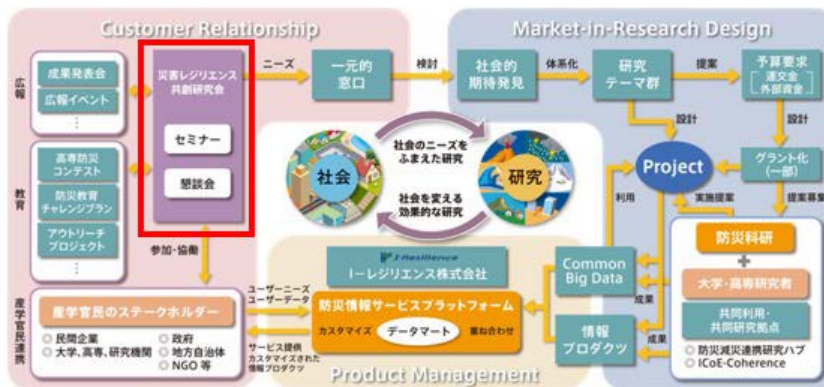 Customer Relationship
Market-in-Research Design
広報
成果発表会
広報イベント
⋮
教育
高専防災
コンテスト
防災教育
チャレンジプラン
アウトリーチ
プロジェクト
⋮
災害レジリエンス
共創研究会
セミナー
懇談会
ニーズ
一元的
窓口
検討
社会的
期待発見
体系化
研究
テーマ群
提案
予算要求
運交金
外部資金
設計
設計
社会のニーズを
ふまえた研究
社会
研究
社会を変える
効果的な研究
Project
グラント化
(一部)
利用
実施提案
提案募集
参加・協働
産学官民連携
産学官民のステークホルダー
◎ 民間企業
◎ 大学、高専、研究機関
◎ 政府
◎ 地方自治体
◎ NGO 等
ユーザーニーズ
ユーザーデータ
サービス提供
カスタマイズされた
情報プロダクツ
I-Resilience
I-レジリエンス株式会社
防災情報サービスプラットフォーム
カスタマイズ
データマート
重ね合わせ
Product Management
Common
Big Data
情報
プロダクツ
成果
成果
防災科研
+
大学・高専研究者
共同利用・
共同研究拠点
◎ 防災減災連携研究ハブ
◎ ICoE-Coherence